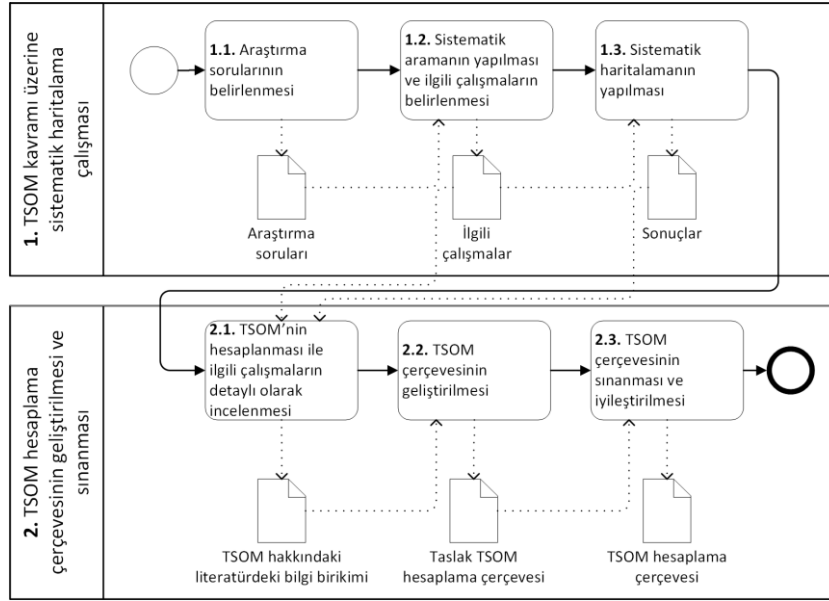 1. TSOM kavramı üzerine
sistematik haritalama
çalışması
1.1. Araştırma
sorularının
belirlenmesi
1.2. Sistematik
aramanın yapılması
ve ilgili çalışmaların
belirlenmesi
1.3. Sistematik
haritalamanın
yapılması
Araştırma
soruları
İlgili
çalışmalar
Sonuçlar
2. TSOM hesaplama
çerçevesinin geliştirilmesi ve
sınanması
2.1. TSOM’nin
hesaplanması ile
ilgili çalışmaların
detaylı olarak
incelenmesi
2.2. TSOM
çerçevesinin
geliştirilmesi
2.3. TSOM
çerçevesinin
sınanması ve
iyileştirilmesi
TSOM hakkındaki
literatürdeki bilgi birikimi
Taslak TSOM
hesaplama çerçevesi
TSOM hesaplama
çerçevesi